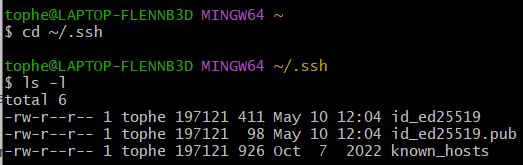 tophe@LAPTOP-FLENNB3D MINGW64 ~
$ cd ~/.ssh
tophe@LAPTOP-FLENNB3D MINGW64 ~/.ssh
$ ls -l
total 6
-rw-r--r-- 1 tophe 197121 411 May 10 12:04 id_ed25519
-rw-r--r-- 1 tophe 197121  98 May 10 12:04 id_ed25519.pub
-rw-r--r-- 1 tophe 197121 926 Oct  7  2022 known_hosts